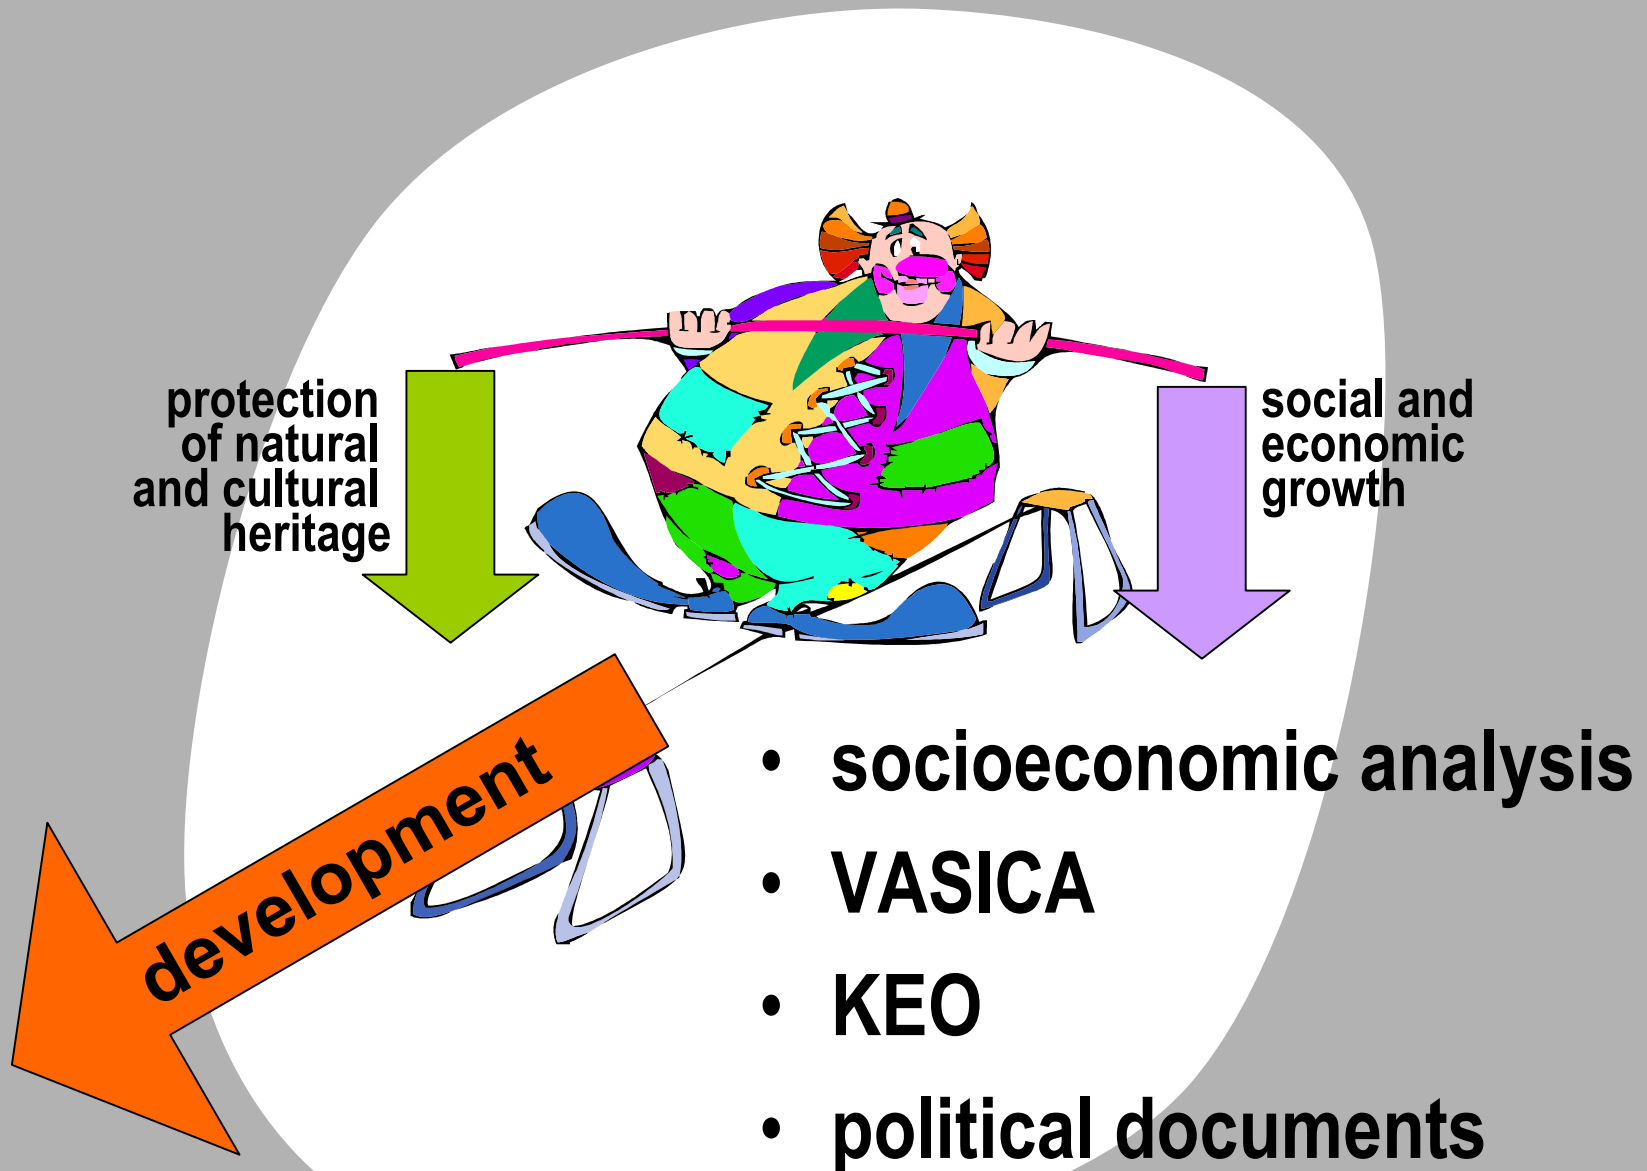 protection
of natural
and cultural
heritage
social and
economic
growth
development
• socioeconomic analysis
• VASICA
• KEO
• political documents